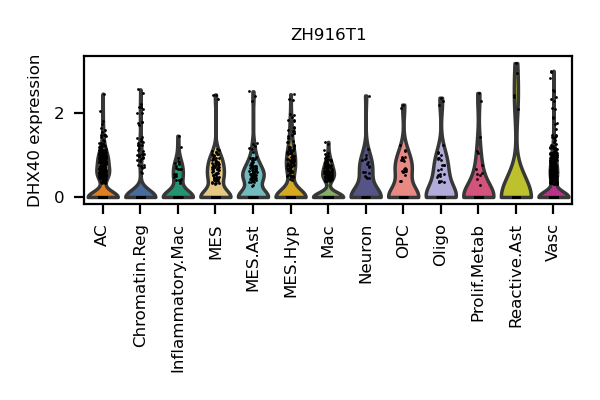 ZH916T1
DHX40 expression
2
0
AC
Chromatin.Reg
Inflammatory.Mac
MES
MES.Ast
MES.Hyp
Mac
Neuron
OPC
Oligo
Prolif.Metab
Reactive.Ast
Vasc